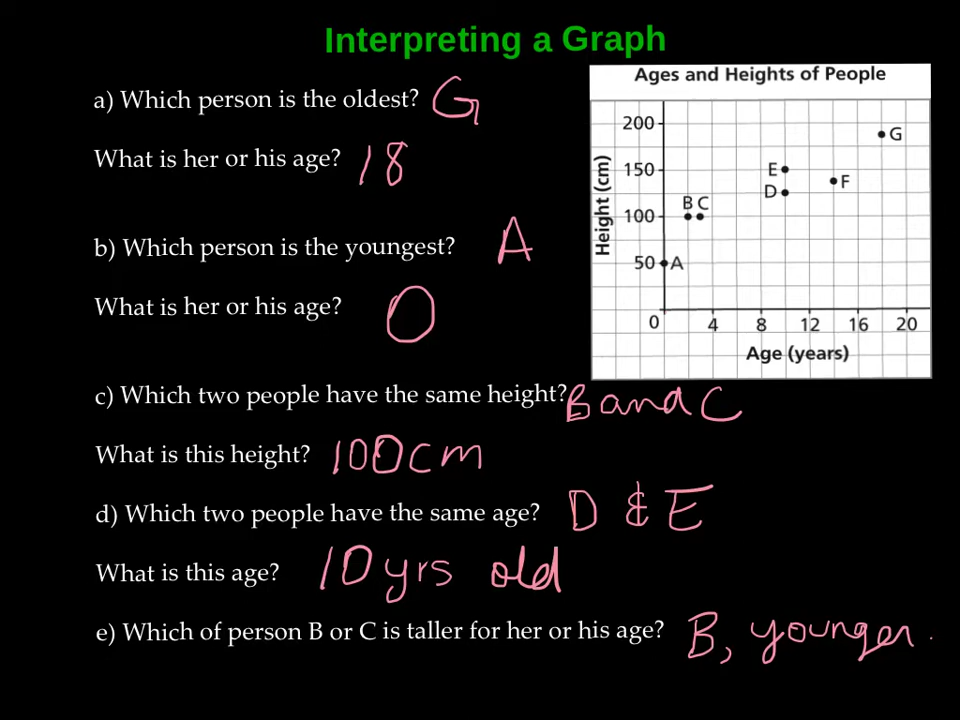 Interpreting a Graph
a) Which person is the oldest? G
What is her or his age? 18
b) Which person is the youngest? A
What is her or his age? 0
c) Which two people have the same height? B and C
What is this height? 100cm
d) Which two people have the same age? D & E
What is this age? 10 yrs old
e) Which of person B or C is taller for her or his age? B, younger.
Ages and Heights of People
Height (cm)
200
150
100
50
0
4 8 12 16 20
Age (years)
A
B C
D
E
F
G